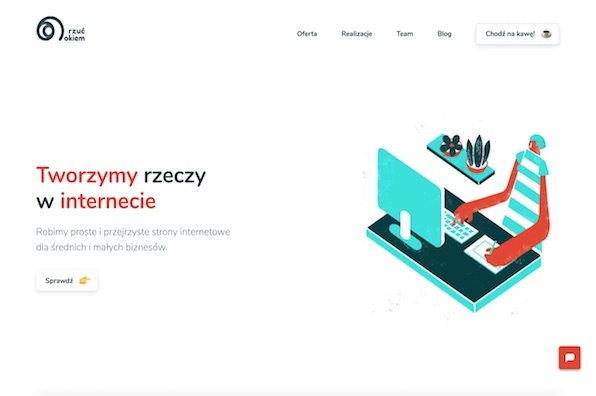 rzuć
okiem
Oferta
Realizacje
Team
Blog
Chodź na kawę!
Tworzymy rzeczy
w internecie
Robimy proste i przejrzyste strony internetowe
dla średnich i małych biznesów.
Sprawdź